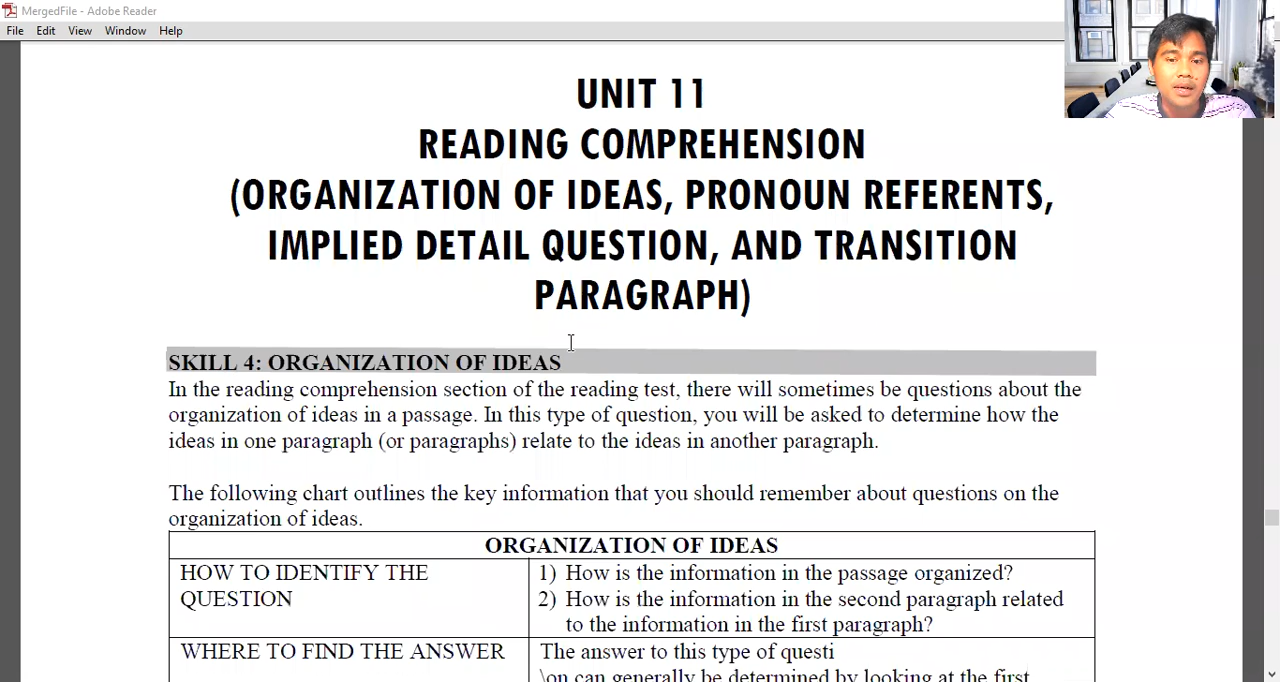 MergedFile - Adobe Reader
File Edit View Window Help
UNIT 11
READING COMPREHENSION
(ORGANIZATION OF IDEAS, PRONOUN REFERENTS,
IMPLIED DETAIL QUESTION, AND TRANSITION
PARAGRAPH)
SKILL 4: ORGANIZATION OF IDEAS
In the reading comprehension section of the reading test, there will sometimes be questions about the
organization of ideas in a passage. In this type of question, you will be asked to determine how the
ideas in one paragraph (or paragraphs) relate to the ideas in another paragraph.
The following chart outlines the key information that you should remember about questions on the
organization of ideas.
ORGANIZATION OF IDEAS
HOW TO IDENTIFY THE
QUESTION
1) How is the information in the passage organized?
2) How is the information in the second paragraph related
to the information in the first paragraph?
WHERE TO FIND THE ANSWER
The answer to this type of questi
\on can generally be determined by looking at the first